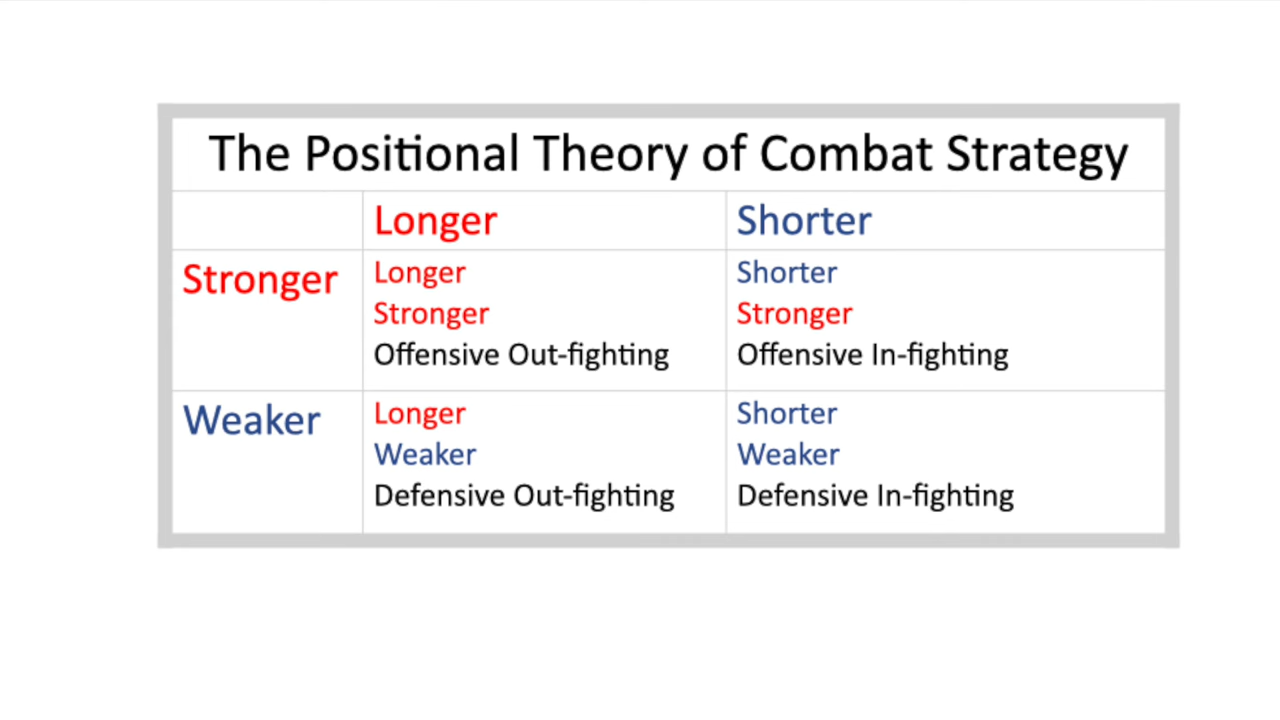 The Positional Theory of Combat Strategy
Longer
Shorter
Stronger
Longer
Stronger
Offensive Out-fighting
Shorter
Stronger
Offensive In-fighting
Weaker
Longer
Weaker
Defensive Out-fighting
Shorter
Weaker
Defensive In-fighting